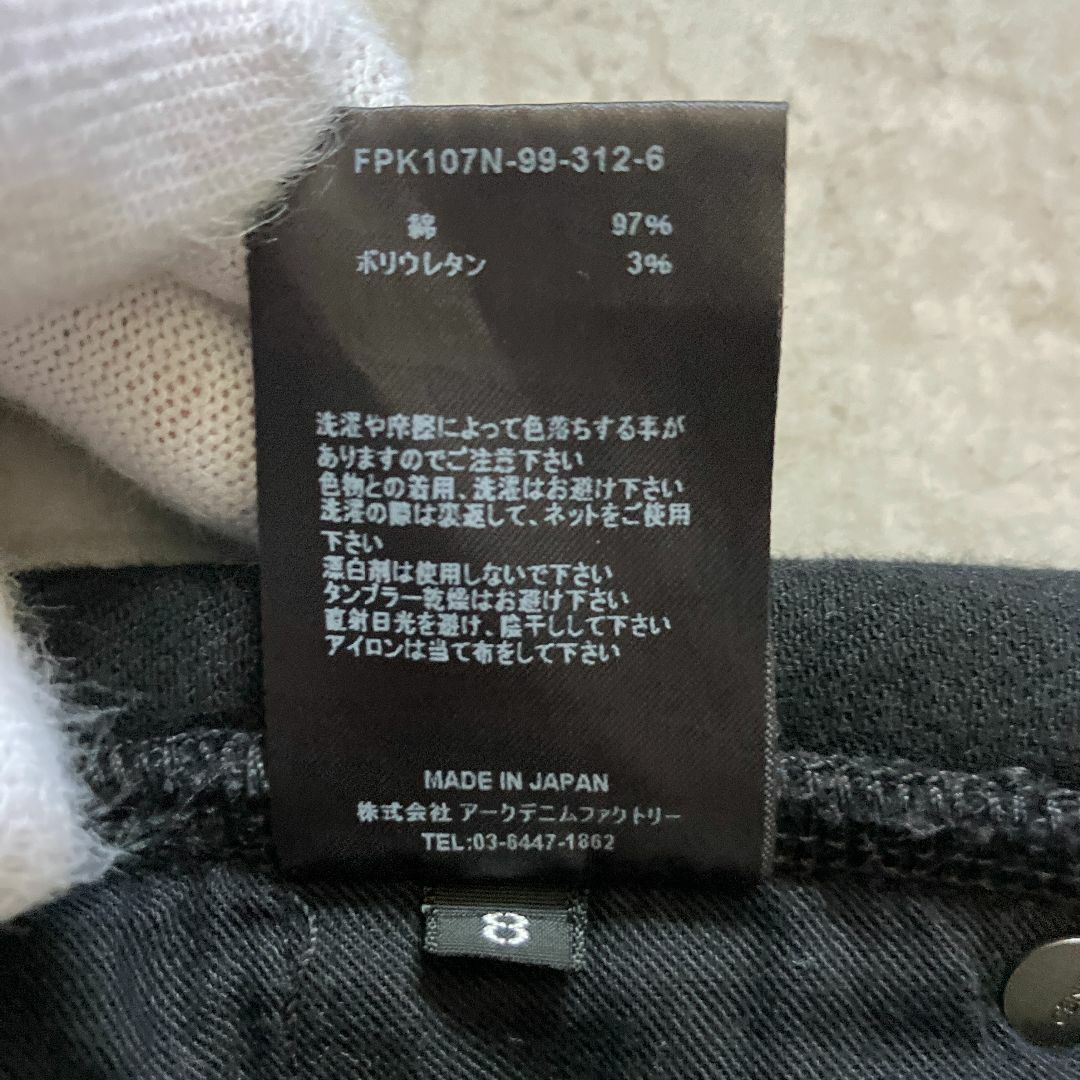 FPK107N-99-312-6
綿 97%
ポリウレタン 3%
洗濯や摩擦によって色落ちする事が
ありますのでご注意下さい
色物との着用、洗濯はお避け下さい
洗濯の際は裏返して、ネットをご使用
下さい
漂白剤は使用しないで下さい
タンブラー乾燥はお避け下さい
直射日光を避け、陰干しして下さい
アイロンは当て布をして下さい
MADE IN JAPAN
株式会社 アークデニムファクトリー
TEL:03-6447-1862
8